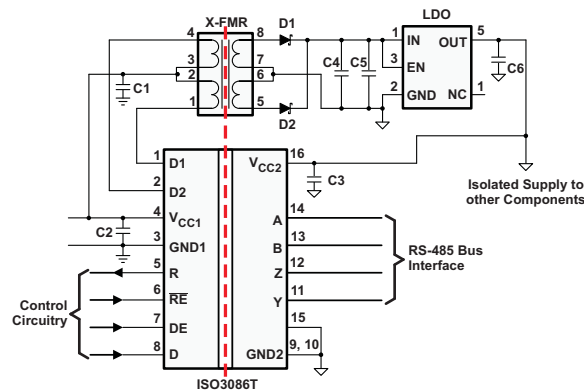 X-FMR
D1
LDO
4
8
3
7
2
6
1
5
C1
D2
C4
C5
1
IN
OUT
5
3
EN
2
GND
NC
1
C6
1
D1
2
D2
4
VCC1
3
GND1
5
R
6
RE
7
DE
8
D
C2
16
VCC2
C3
14
A
13
B
12
Z
11
Y
15
9, 10
GND2
Isolated Supply to
other Components
RS-485 Bus
Interface
Control
Circuitry
ISO3086T